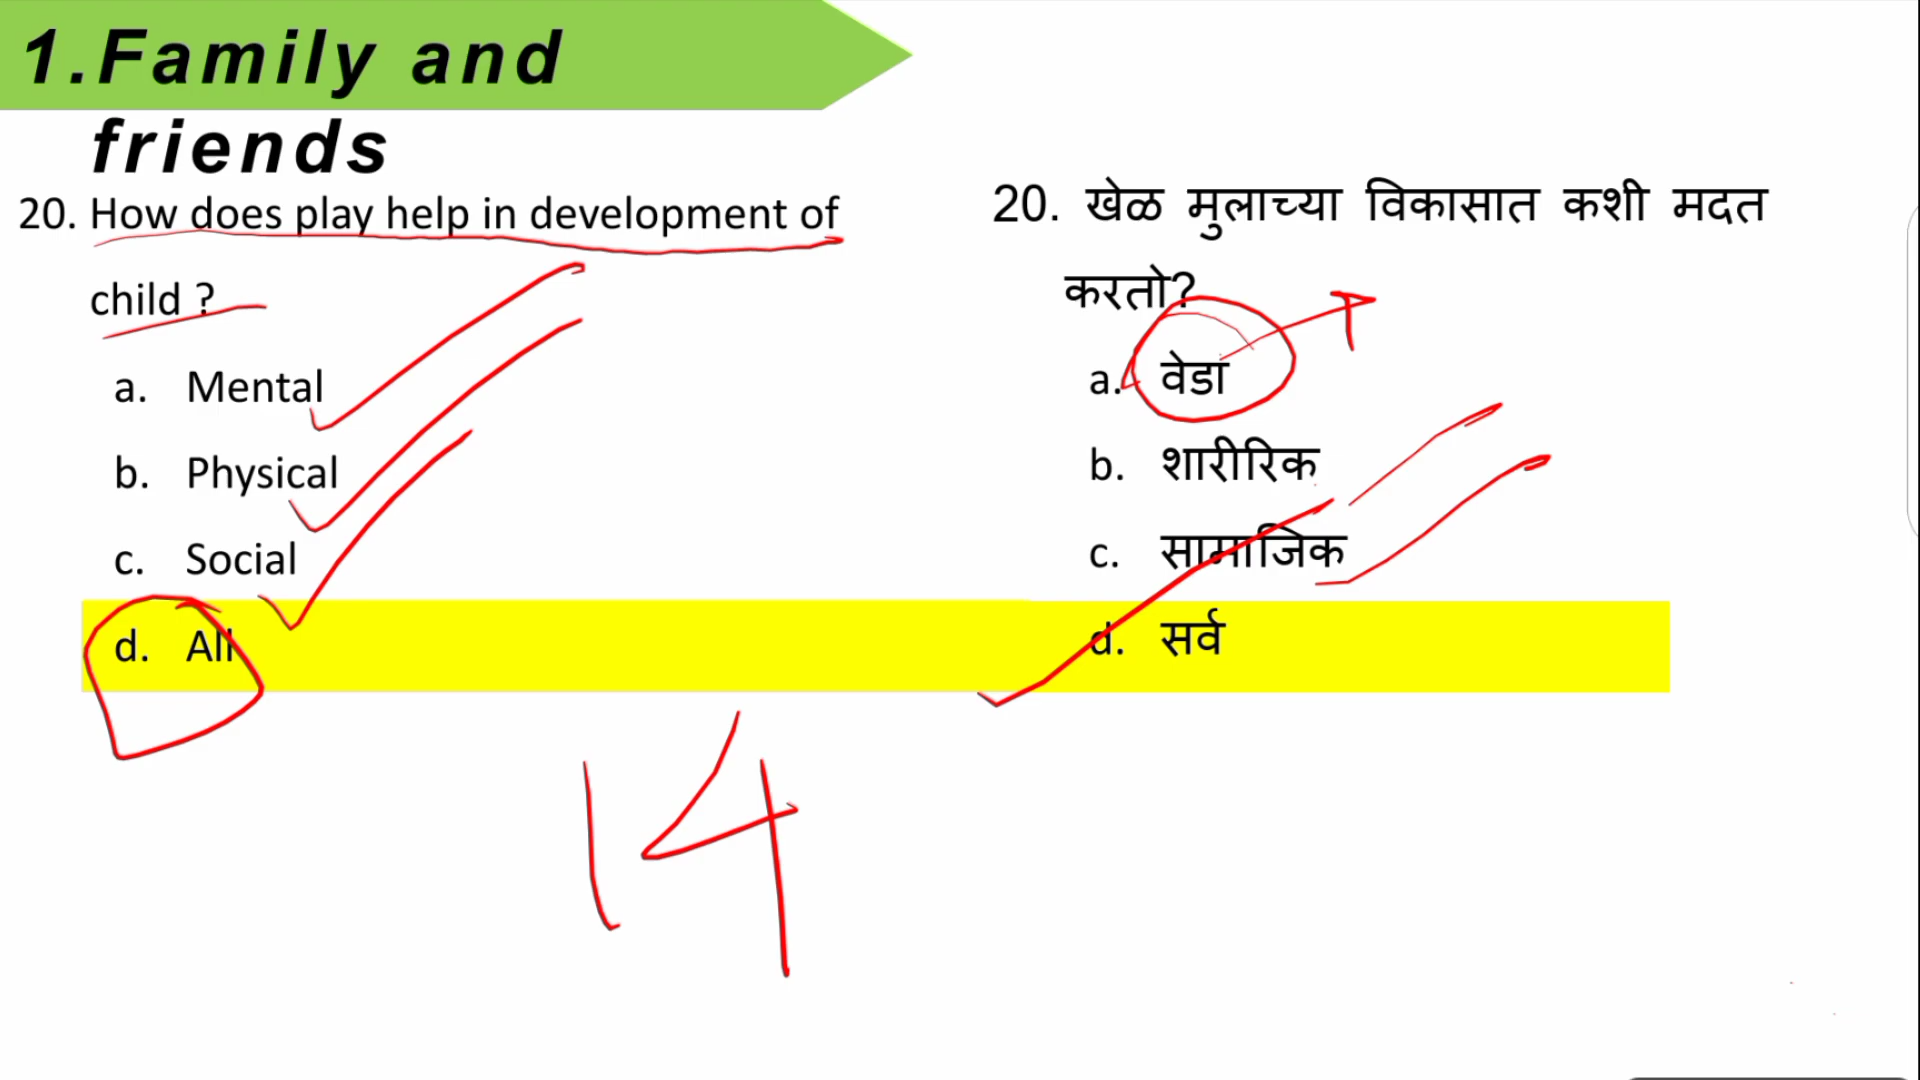 1.Family and
friends
20. How does play help in development of
child ?
a. Mental
b. Physical
c. Social
d. All
20. खेळ मुलाच्या विकासात कशी मदत
करतो?
a. वेडा
b. शारीरिक
c. सामाजिक
d. सर्व
14